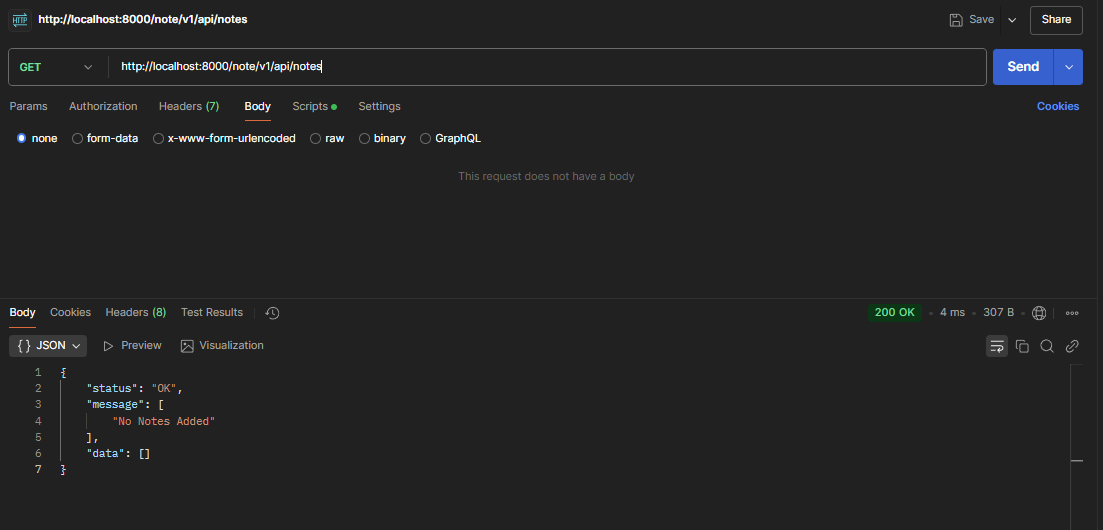 HTTP http://localhost:8000/note/v1/api/notes Save Share
GET http://localhost:8000/note/v1/api/notes Send
Params Authorization Headers (7) Body Scripts Settings Cookies
none form-data x-www-form-urlencoded raw binary GraphQL
This request does not have a body
Body Cookies Headers (8) Test Results 200 OK 4 ms 307 B
{} JSON Preview Visualization
1 {
2 "status": "OK",
3 "message": [
4 "No Notes Added"
5 ],
6 "data": []
7 }